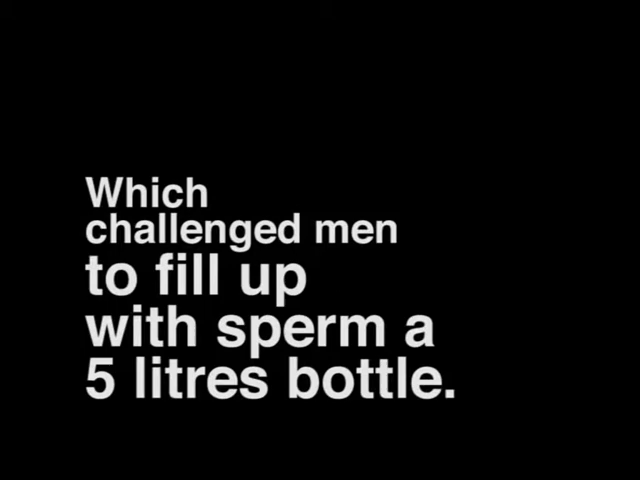 Which
challenged men
to fill up
with sperm a
5 litres bottle.